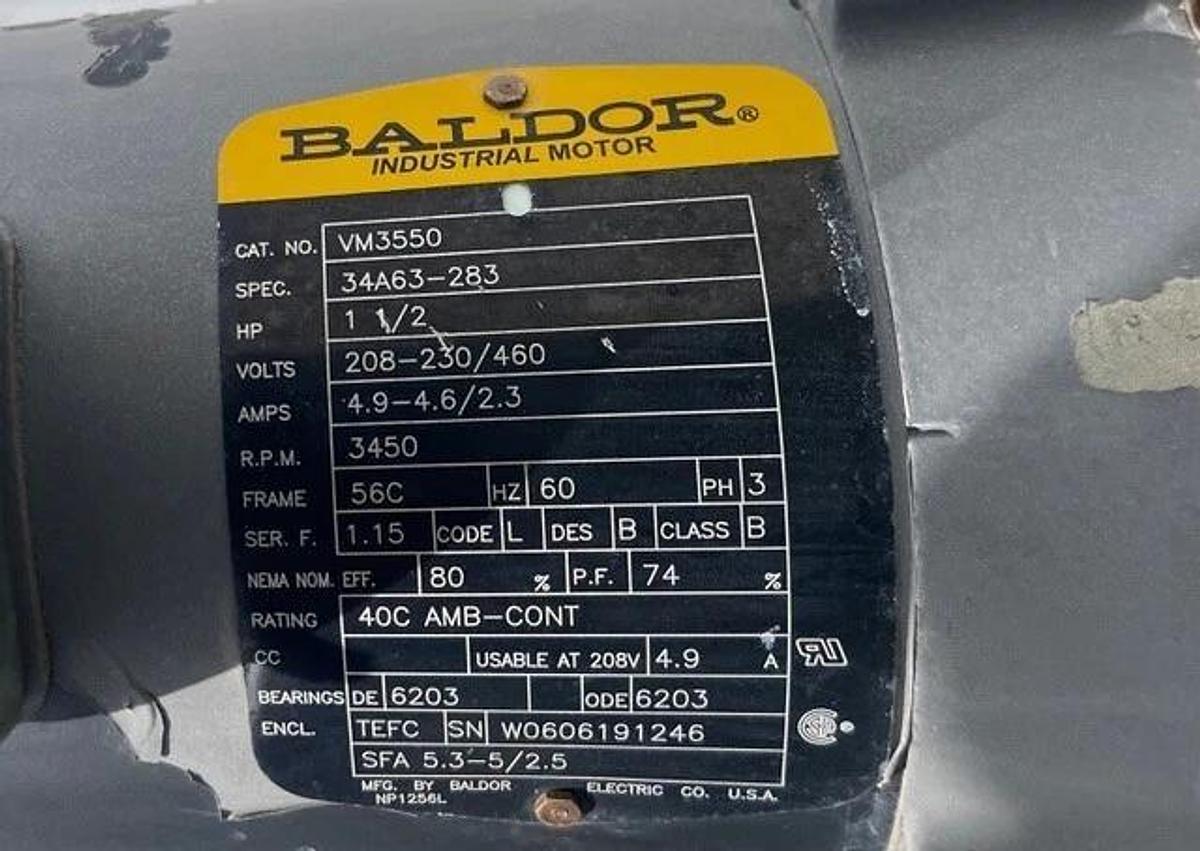 BALDOR®
INDUSTRIAL MOTOR
CAT. NO. VM3550
SPEC. 34A63-283
HP 1 1/2
VOLTS 208-230/460
AMPS 4.9-4.6/2.3
R.P.M. 3450
FRAME 56C HZ 60 PH 3
SER. F. 1.15 CODE L DES B CLASS B
NEMA NOM. EFF. 80 % P.F. 74 %
RATING 40C AMB-CONT
CC USABLE AT 208V 4.9 A
BEARINGS DE 6203 ODE 6203
ENCL. TEFC SN W0606191246
SFA 5.3-5/2.5
MFG. BY BALDOR ELECTRIC CO. U.S.A.
NP1256L